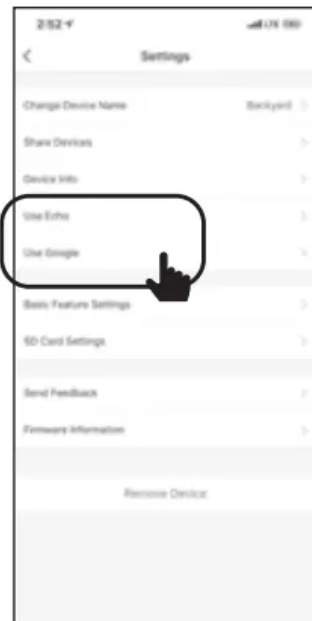 2:52
Settings
Change Device Name Backyard
Share Devices
Device Info
Use Echo
Use Google
Basic Feature Settings
SD Card Settings
Send Feedback
Firmware Information
Remove Device